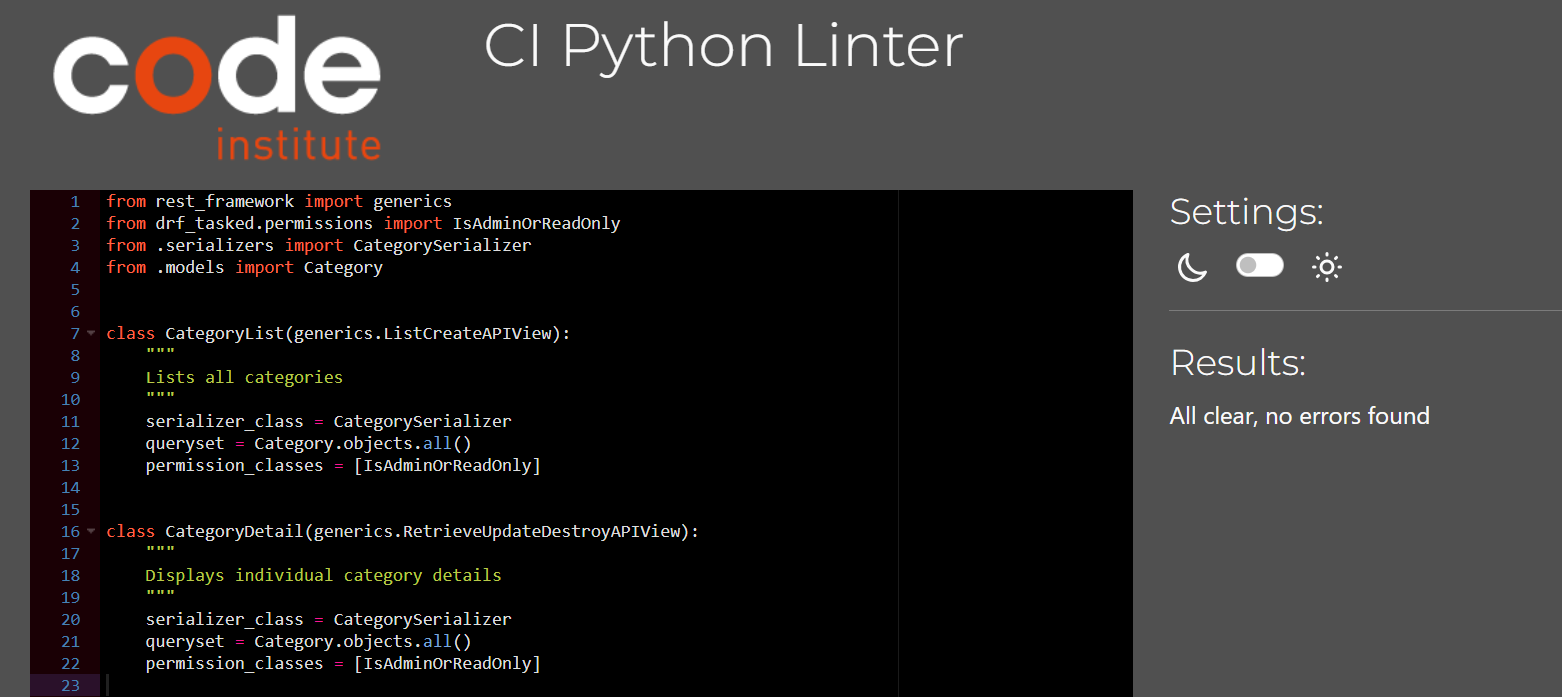 code
institute
CI Python Linter
1 from rest_framework import generics
2 from drf_tasked.permissions import IsAdminOrReadOnly
3 from .serializers import CategorySerializer
4 from .models import Category
5
6
7 class CategoryList(generics.ListCreateAPIView):
8     """
9     Lists all categories
10     """
11     serializer_class = CategorySerializer
12     queryset = Category.objects.all()
13     permission_classes = [IsAdminOrReadOnly]
14
15
16 class CategoryDetail(generics.RetrieveUpdateDestroyAPIView):
17     """
18     Displays individual category details
19     """
20     serializer_class = CategorySerializer
21     queryset = Category.objects.all()
22     permission_classes = [IsAdminOrReadOnly]
23
Settings:
Results:
All clear, no errors found